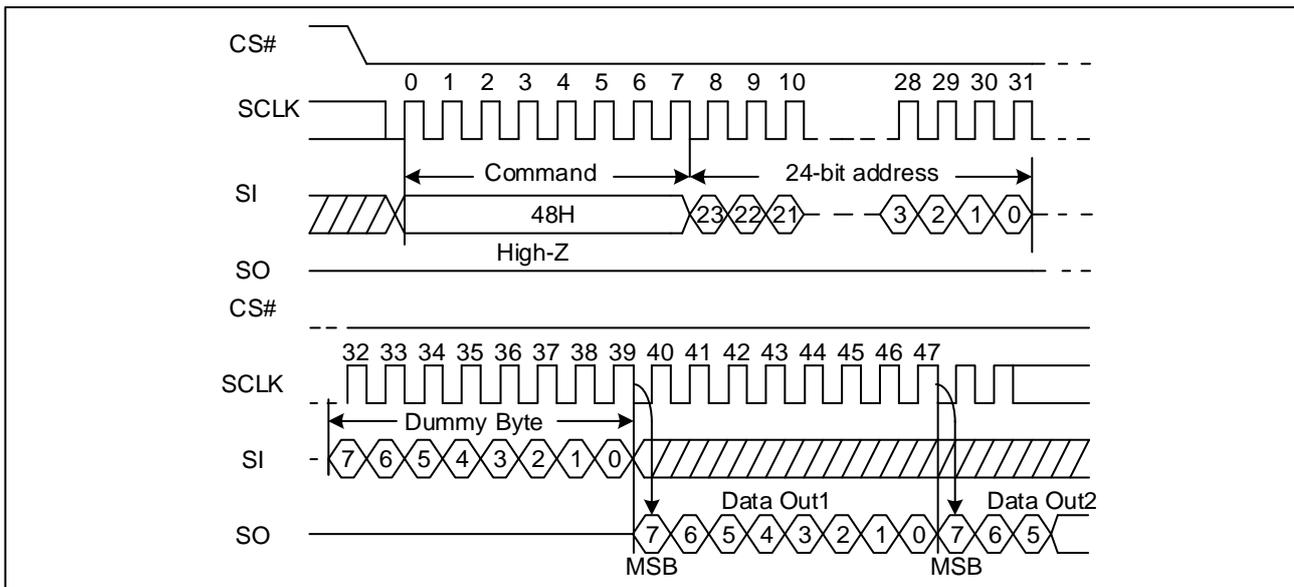 CS#
0 1 2 3 4 5 6 7 8 9 10 28 29 30 31
SCLK
Command 24-bit address
SI
48H 23 22 21 3 2 1 0
High-Z
SO
CS#
32 33 34 35 36 37 38 39 40 41 42 43 44 45 46 47
SCLK
Dummy Byte
SI 7 6 5 4 3 2 1 0
Data Out1 Data Out2
SO 7 6 5 4 3 2 1 0 7 6 5
MSB MSB